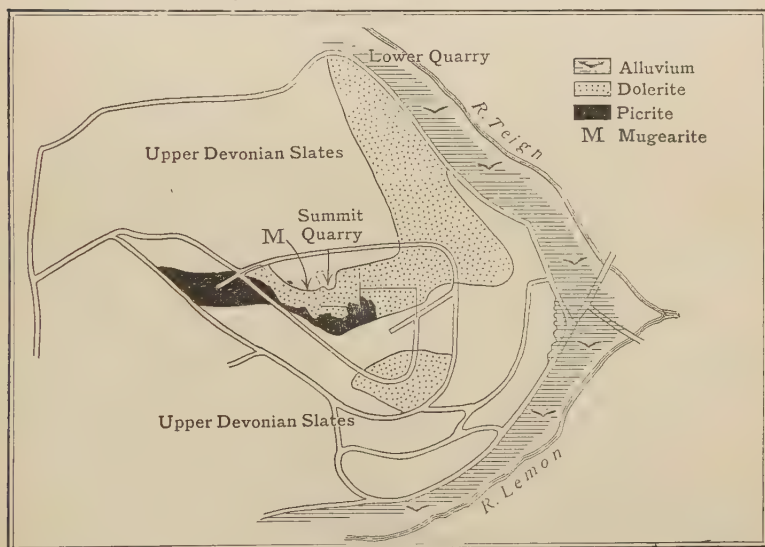 Lower Quarry
Alluvium
Dolerite
Picrite
M Mugearite
R. Teign
Upper Devonian Slates
Summit
Quarry
M
Upper Devonian Slates
R. Lemon